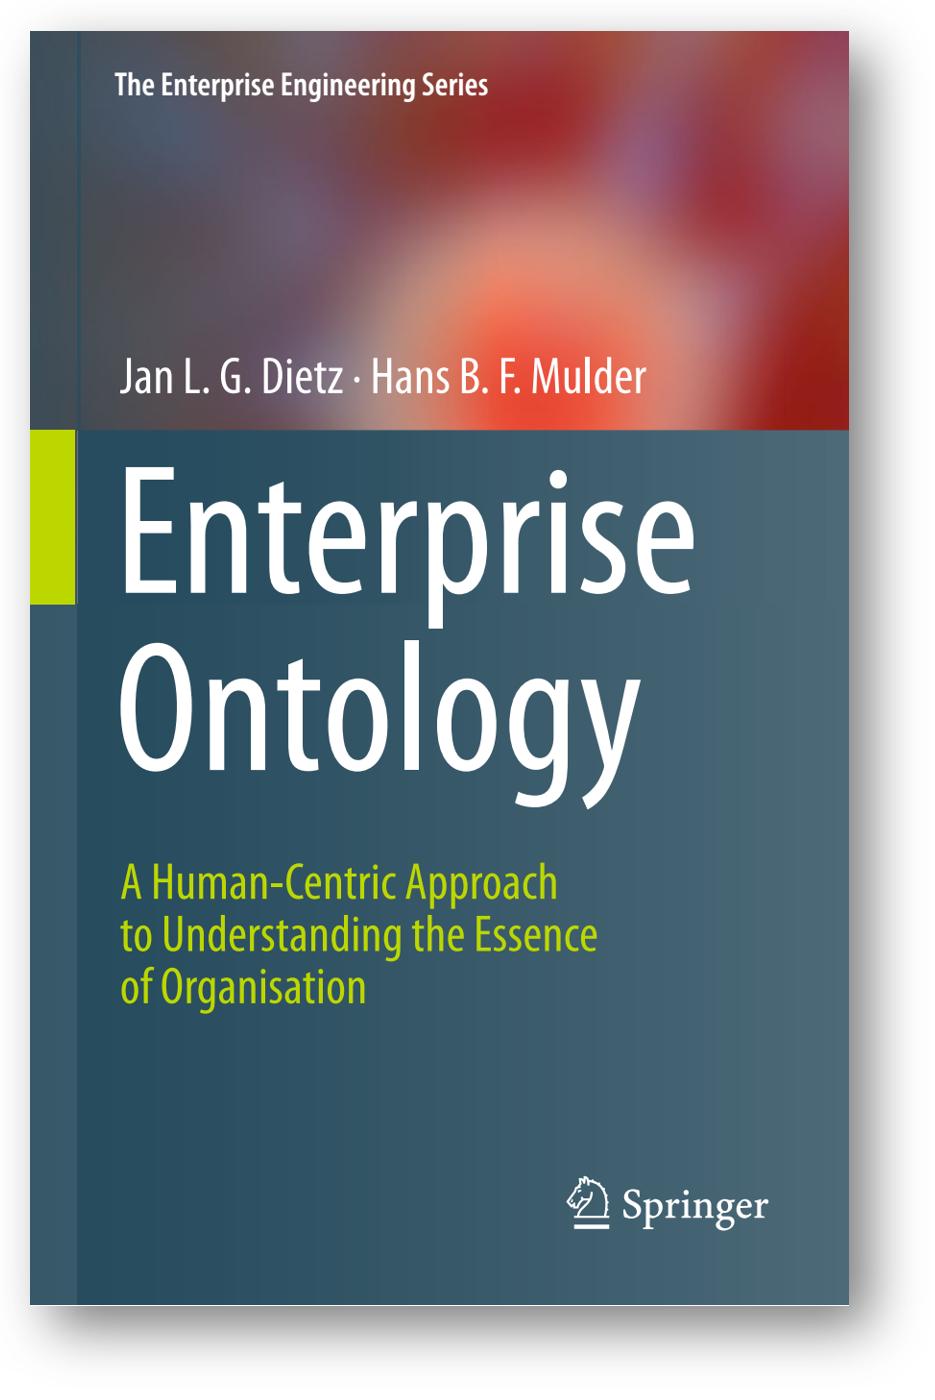 The Enterprise Engineering Series
Jan L. G. Dietz · Hans B. F. Mulder
Enterprise
Ontology
A Human-Centric Approach
to Understanding the Essence
of Organisation
Springer